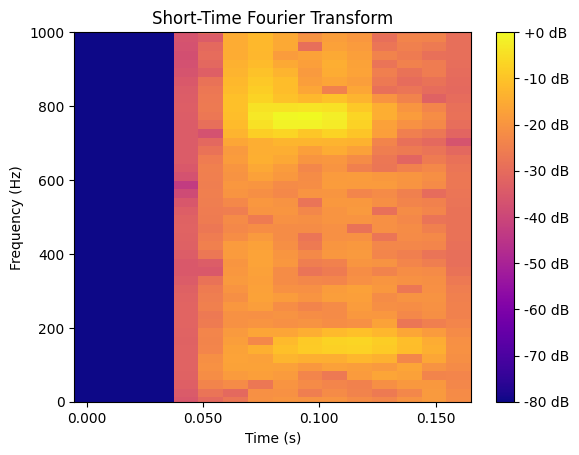 Short-Time Fourier Transform
1000
800
600
400
200
0
Frequency (Hz)
0.000
0.050
0.100
0.150
Time (s)
+0 dB
-10 dB
-20 dB
-30 dB
-40 dB
-50 dB
-60 dB
-70 dB
-80 dB